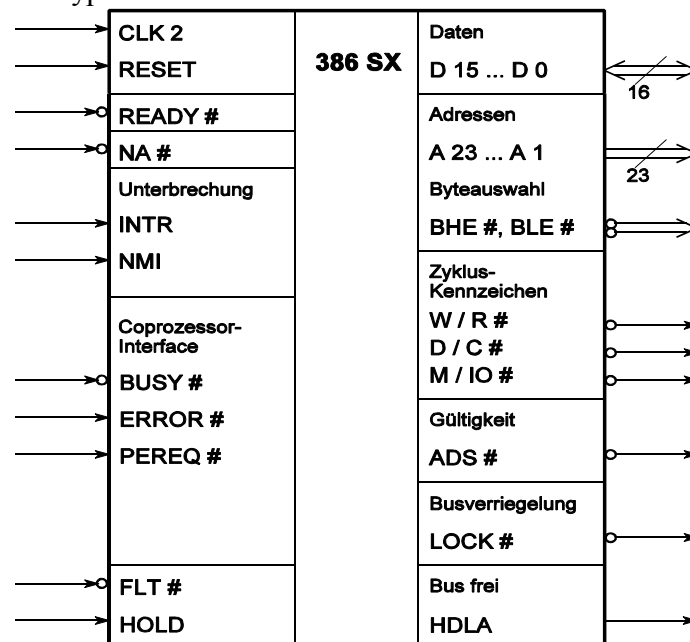 CLK 2
RESET
READY #
NA #
Unterbrechung
INTR
NMI
Coprozessor-
Interface
BUSY #
ERROR #
PEREQ #
FLT #
HOLD
386 SX
Daten
D 15 ... D 0
16
Adressen
A 23 ... A 1
23
Byteauswahl
BHE #, BLE #
Zyklus-
Kennzeichen
W / R #
D / C #
M / IO #
Gültigkeit
ADS #
Busverriegelung
LOCK #
Bus frei
HDLA